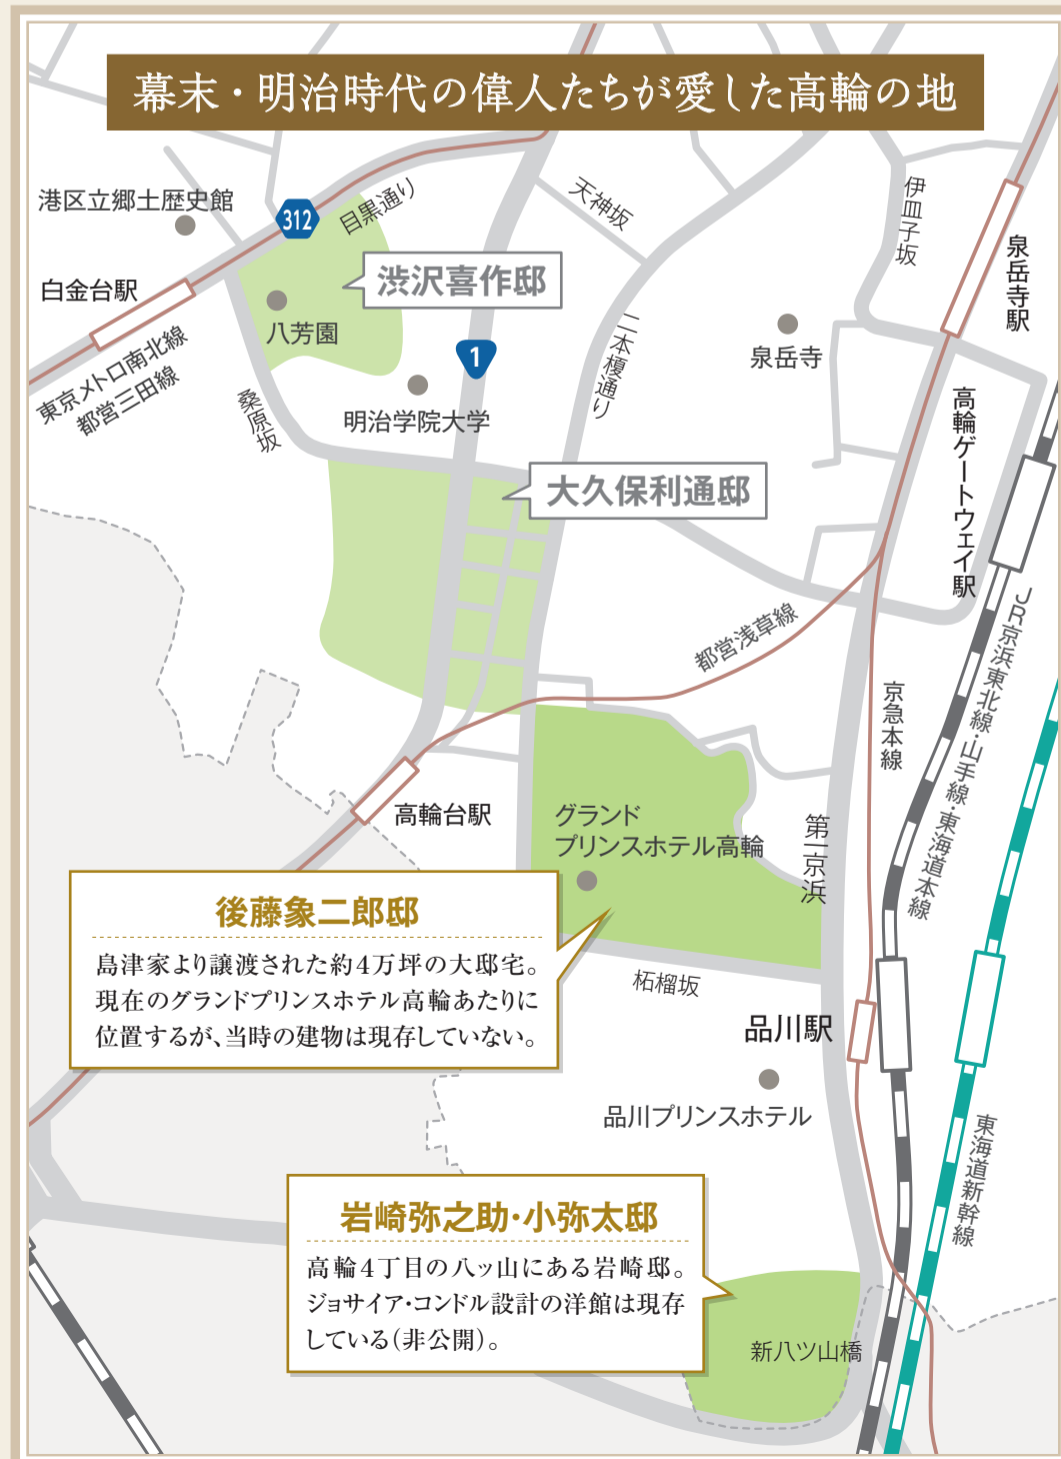 幕末・明治時代の偉人たちが愛した高輪の地
港区立郷土歴史館
312
目黒通り
天神坂
伊皿子坂
泉岳寺駅
白金台駅
渋沢喜作邸
八芳園
東京メトロ南北線
都営三田線
桑原坂
1
明治学院大学
二本榎通り
泉岳寺
高輪ゲートウェイ駅
大久保利通邸
都営浅草線
JR京浜東北線・山手線・東海道本線
京急本線
高輪台駅
グランド
プリンスホテル高輪
第一京浜
後藤象二郎邸
島津家より譲渡された約4万坪の大邸宅。
現在のグランドプリンスホテル高輪あたりに
位置するが、当時の建物は現存していない。
柘榴坂
品川駅
品川プリンスホテル
東海道新幹線
岩崎弥之助・小弥太邸
高輪4丁目の八ッ山にある岩崎邸。
ジョサイア・コンドル設計の洋館は現存
している(非公開)。
新八ツ山橋